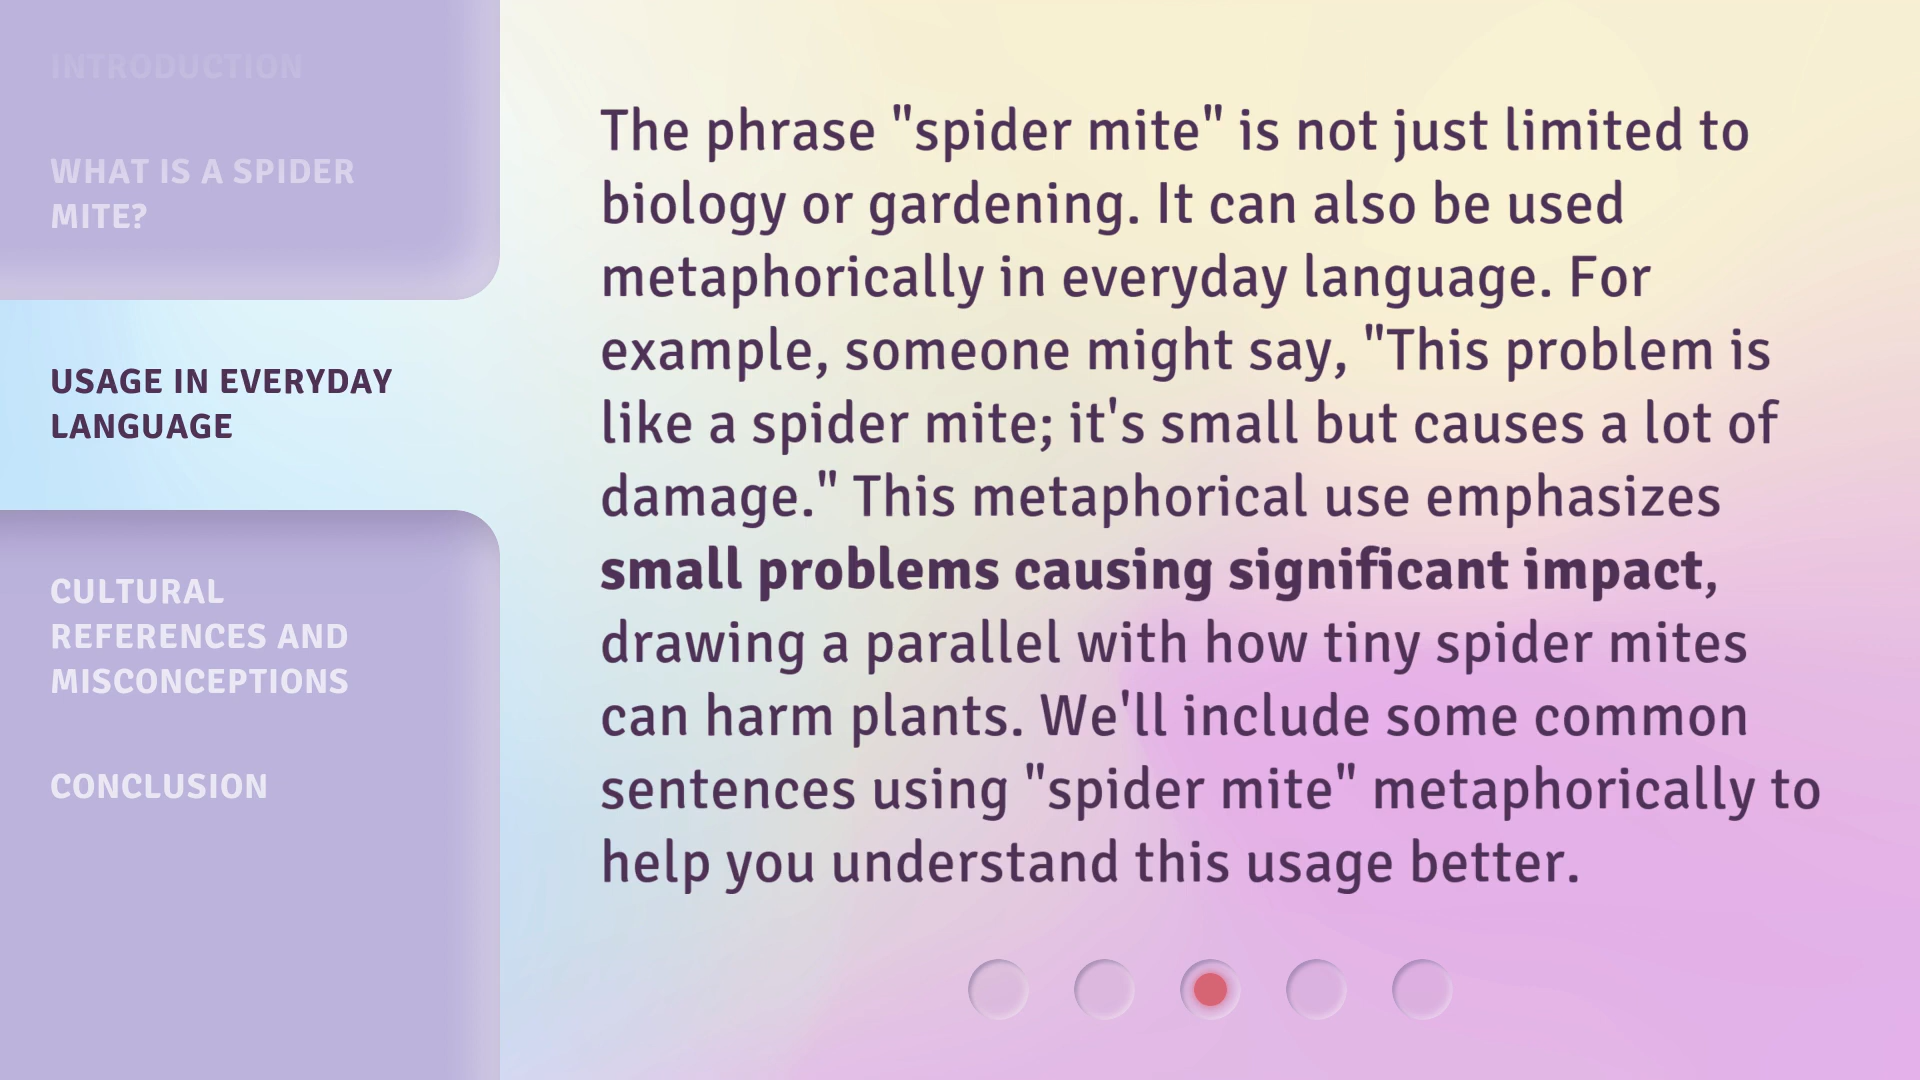 INTRODUCTION
WHAT IS A SPIDER
MITE?
USAGE IN EVERYDAY
LANGUAGE
CULTURAL
REFERENCES AND
MISCONCEPTIONS
CONCLUSION
The phrase "spider mite" is not just limited to
biology or gardening. It can also be used
metaphorically in everyday language. For
example, someone might say, "This problem is
like a spider mite; it's small but causes a lot of
damage." This metaphorical use emphasizes
small problems causing significant impact,
drawing a parallel with how tiny spider mites
can harm plants. We'll include some common
sentences using "spider mite" metaphorically to
help you understand this usage better.